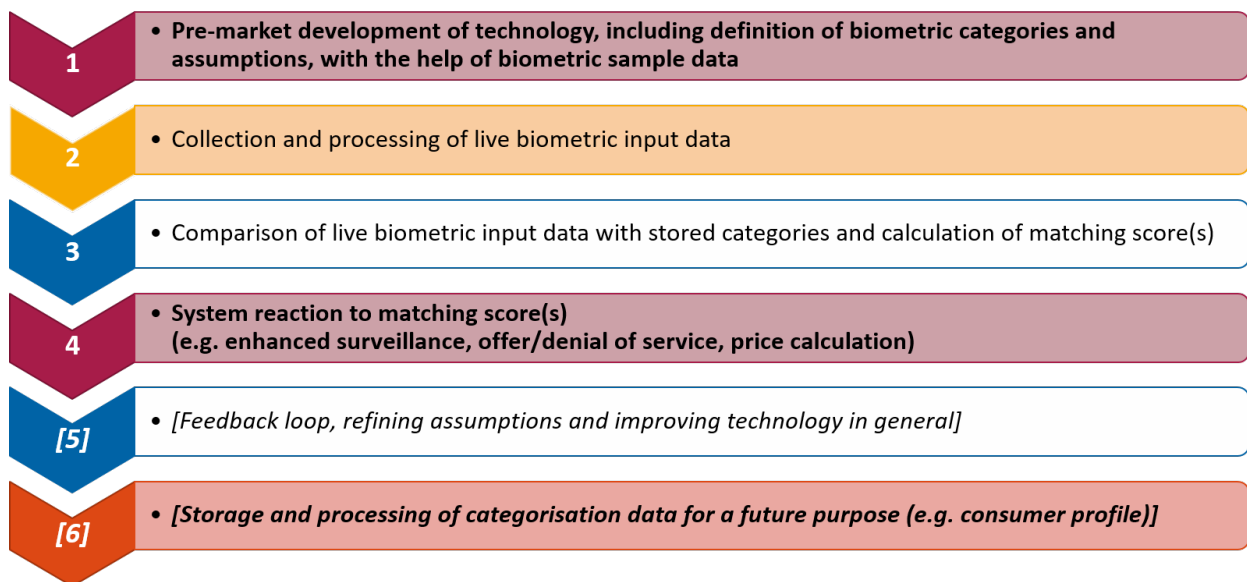 1
• Pre-market development of technology, including definition of biometric categories and
assumptions, with the help of biometric sample data
2
• Collection and processing of live biometric input data
3
• Comparison of live biometric input data with stored categories and calculation of matching score(s)
4
• System reaction to matching score(s)
(e.g. enhanced surveillance, offer/denial of service, price calculation)
[5]
• [Feedback loop, refining assumptions and improving technology in general]
[6]
• [Storage and processing of categorisation data for a future purpose (e.g. consumer profile)]